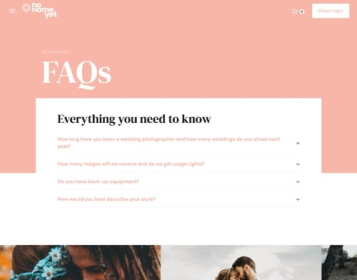 no
name
yet
Client Login
FAQs
Everything you need to know
How long have you been a wedding photographer and how many weddings do you shoot each
year?
How many images will we receive and do we get usage rights?
Do you have back-up equipment?
How would you best describe your style?